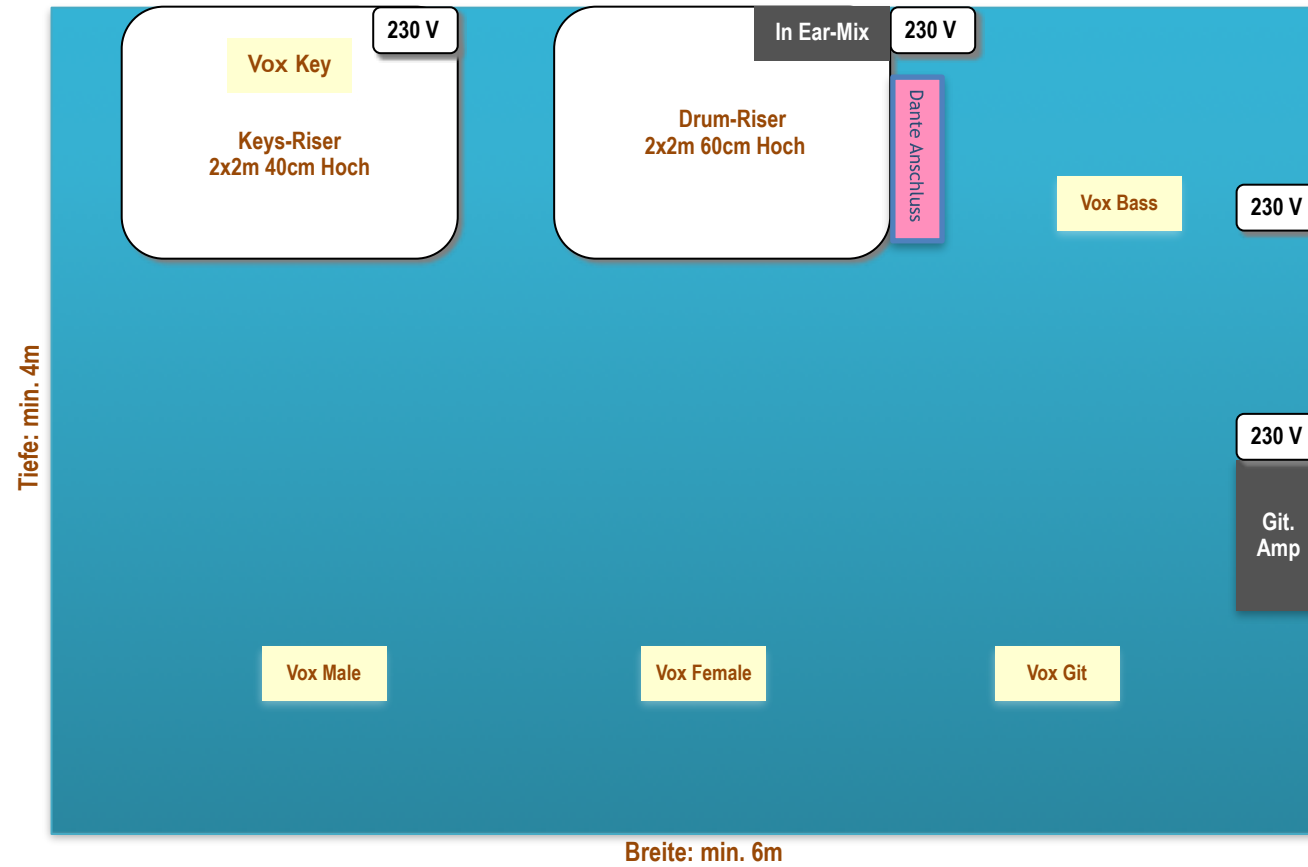 230 V
In Ear-Mix
230 V
Vox Key
Keys-Riser
2x2m 40cm Hoch
Drum-Riser
2x2m 60cm Hoch
Dante Anschluss
Vox Bass
230 V
Tiefe: min. 4m
230 V
Git.
Amp
Vox Male
Vox Female
Vox Git
Breite: min. 6m